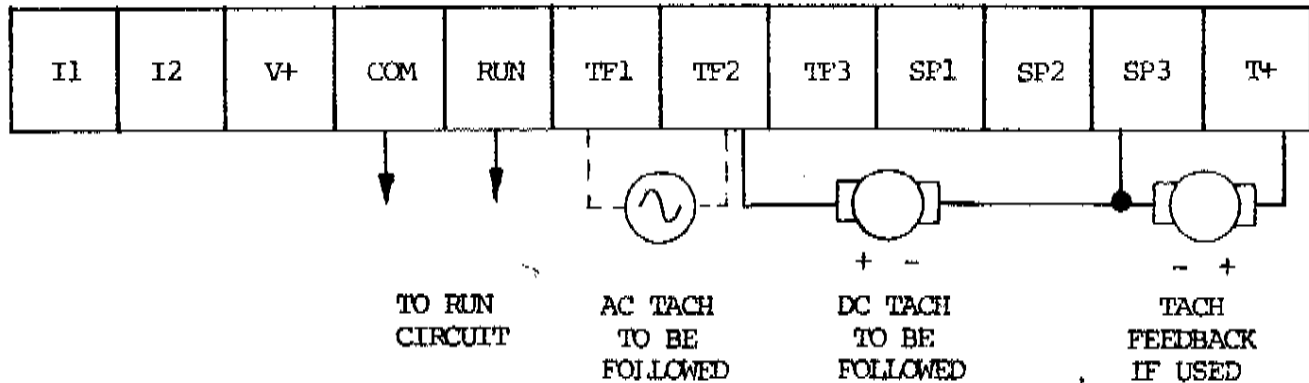 I1 I2 V+ COM RUN TF1 TF2 TF3 SP1 SP2 SP3 T+
+ -
- +
TO RUN
CIRCUIT
AC TACH
TO BE
FOLLOWED
DC TACH
TO BE
FOLLOWED
TACH
FEEDBACK
IF USED